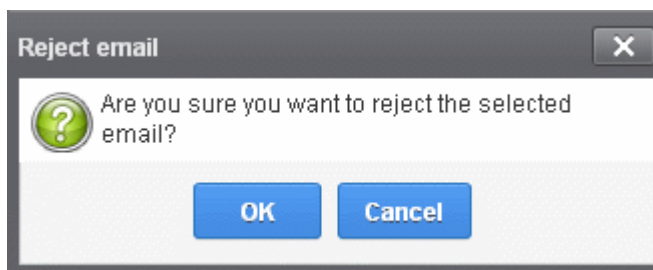 Reject email
Are you sure you want to reject the selected
email?
OK
Cancel